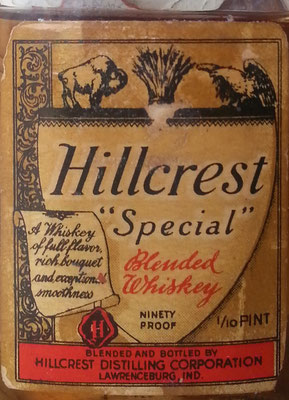 Hillcrest
"Special"
A Whiskey
of full flavor,
rich bouquet
and exceptional
smoothness
Blended
Whiskey
NINETY
PROOF
1/10 PINT
H
BLENDED AND BOTTLED BY
HILLCREST DISTILLING CORPORATION
LAWRENCEBURG, IND.